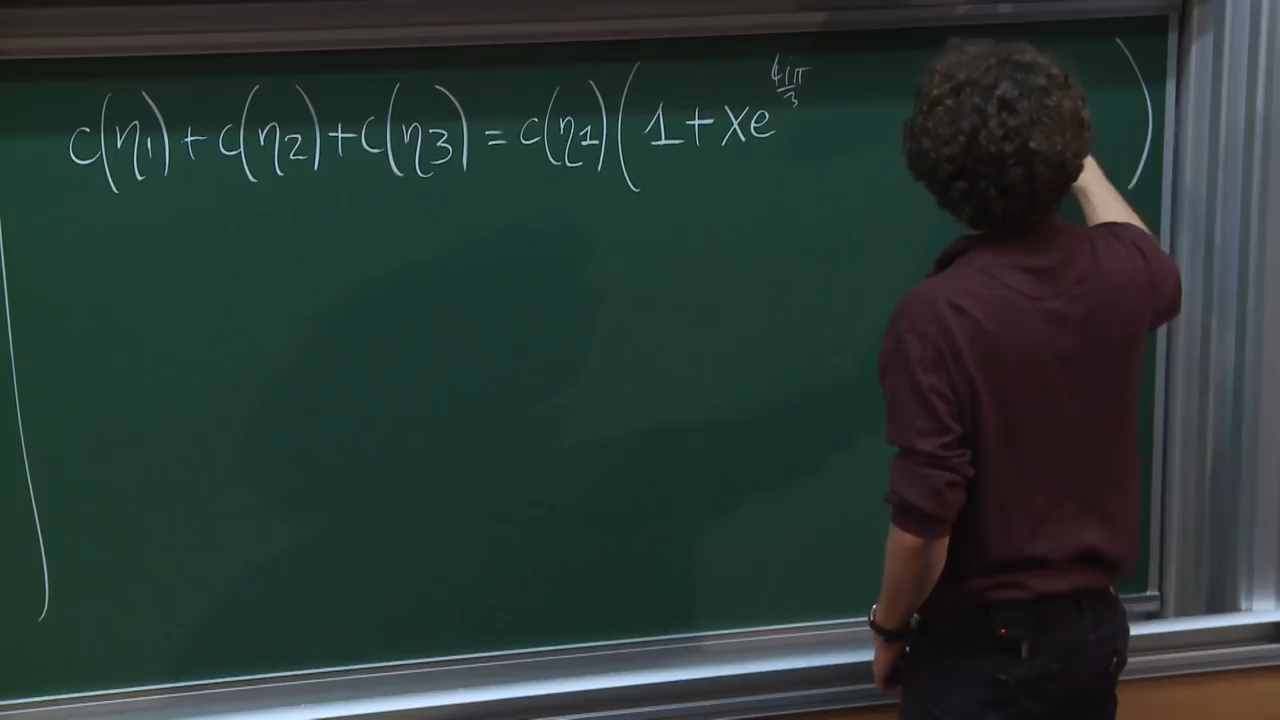 c(η1) + c(η2) + c(η3) = c(η1) ( 1 + xe^{4iπ/3} )